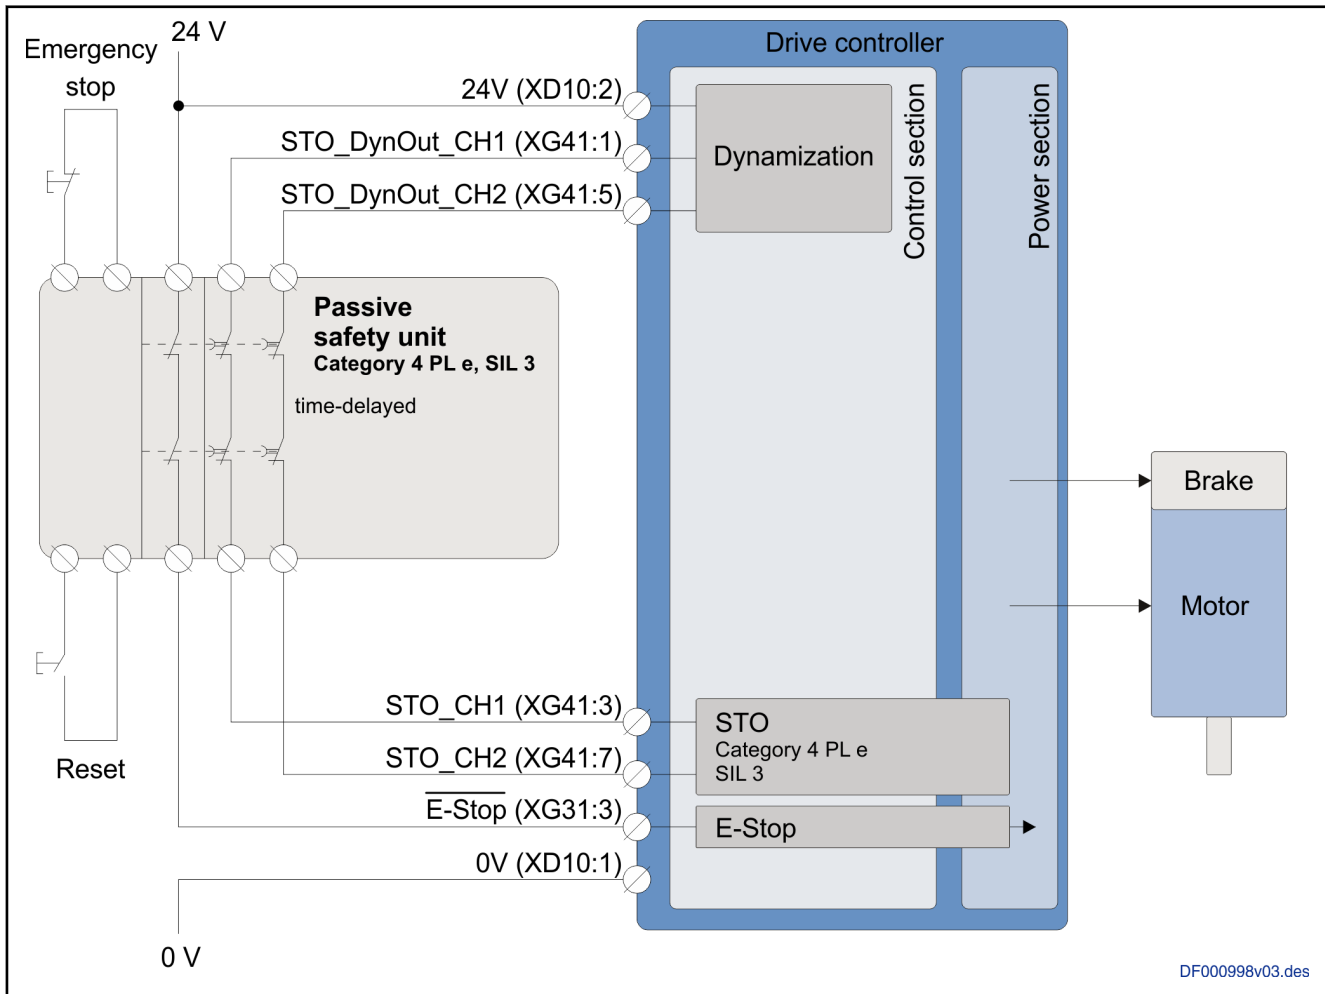 24 V
Emergency
stop
Drive controller
24V (XD10:2)
STO_DynOut_CH1 (XG41:1)
STO_DynOut_CH2 (XG41:5)
Dynamization
Control section
Power section
Passive
safety unit
Category 4 PL e, SIL 3
time-delayed
Brake
Motor
STO_CH1 (XG41:3)
STO_CH2 (XG41:7)
E-Stop (XG31:3)
0V (XD10:1)
STO
Category 4 PL e
SIL 3
E-Stop
Reset
0 V
DF000998v03.des